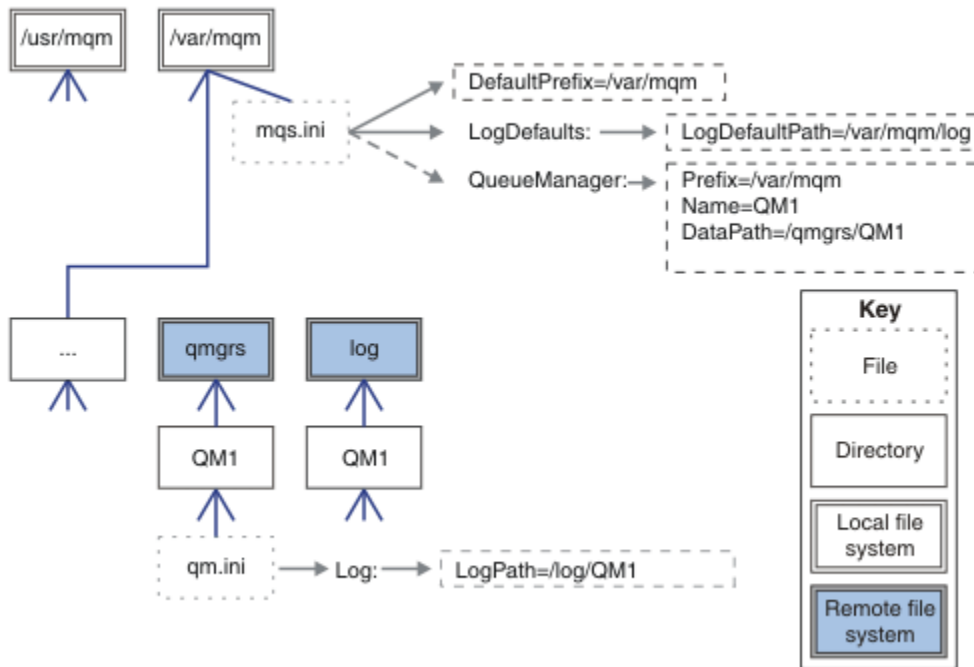 /usr/mqm
/var/mqm
mqs.ini
DefaultPrefix=/var/mqm
LogDefaults:
LogDefaultPath=/var/mqm/log
QueueManager:
Prefix=/var/mqm
Name=QM1
DataPath=/qmgrs/QM1
...
qmgrs
log
QM1
QM1
qm.ini
Log:
LogPath=/log/QM1
Key
File
Directory
Local file
system
Remote file
system